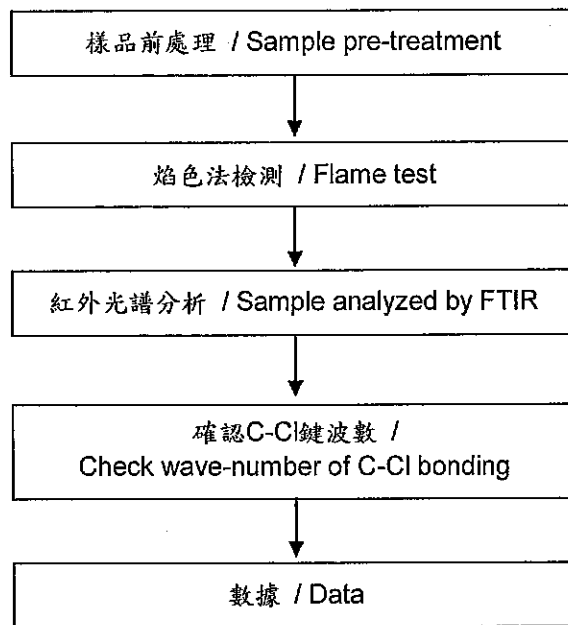 樣品前處理 / Sample pre-treatment
焰色法檢測 / Flame test
紅外光譜分析 / Sample analyzed by FTIR
確認C-Cl鍵波數 /
Check wave-number of C-Cl bonding
數據 / Data